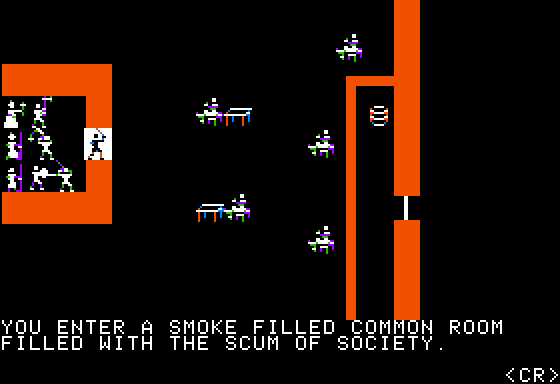 YOU ENTER A SMOKE FILLED COMMON ROOM
FILLED WITH THE SCUM OF SOCIETY.
<CR>